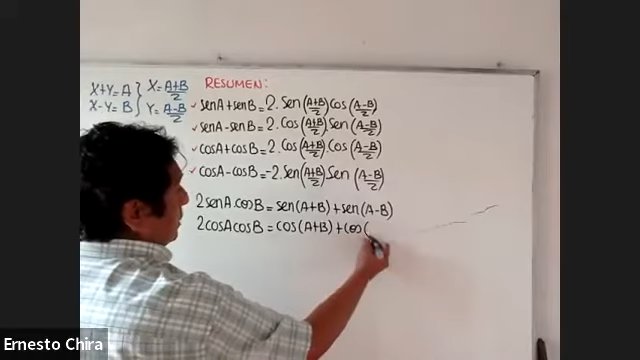 RESUMEN:
X+Y=A } X=A+B/2
X-Y=B } Y=A-B/2
✓ senA+senB=2.Sen(A+B/2)Cos(A-B/2)
✓ senA-senB=2.Cos(A+B/2)Sen(A-B/2)
✓ cosA+cosB=2.Cos(A+B/2)Cos(A-B/2)
✓ cosA-cosB=-2.Sen(A+B/2)Sen(A-B/2)
2senA.cosB=sen(A+B)+sen(A-B)
2cosAcosB=cos(A+B)+cos(
Ernesto Chira